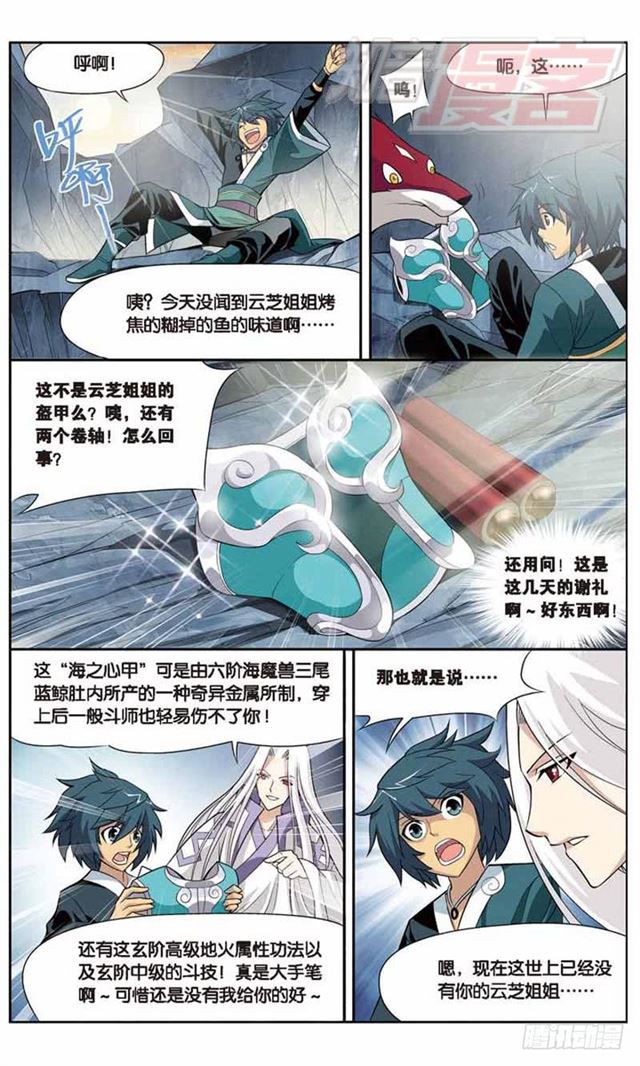 呼啊！
呼啊！
咦？今天没闻到云芝姐姐烤
焦的糊掉的鱼的味道啊……
知音漫客
呃，这……
呜！
这不是云芝姐姐的
盔甲么？咦，还有
两个卷轴！怎么回
事？
还用问！这是
这几天的谢礼
啊～好东西啊！
这“海之心甲”可是由六阶海魔兽三尾
蓝鲸肚内所产的一种奇异金属所制，穿
上后一般斗师也轻易伤不了你！
还有这玄阶高级地火属性功法以
及玄阶中级的斗技！真是大手笔
啊～可惜还是没有我给你的好～
那也就是说……
嗯，现在这世上已经没
有你的云芝姐姐……
腾讯动漫